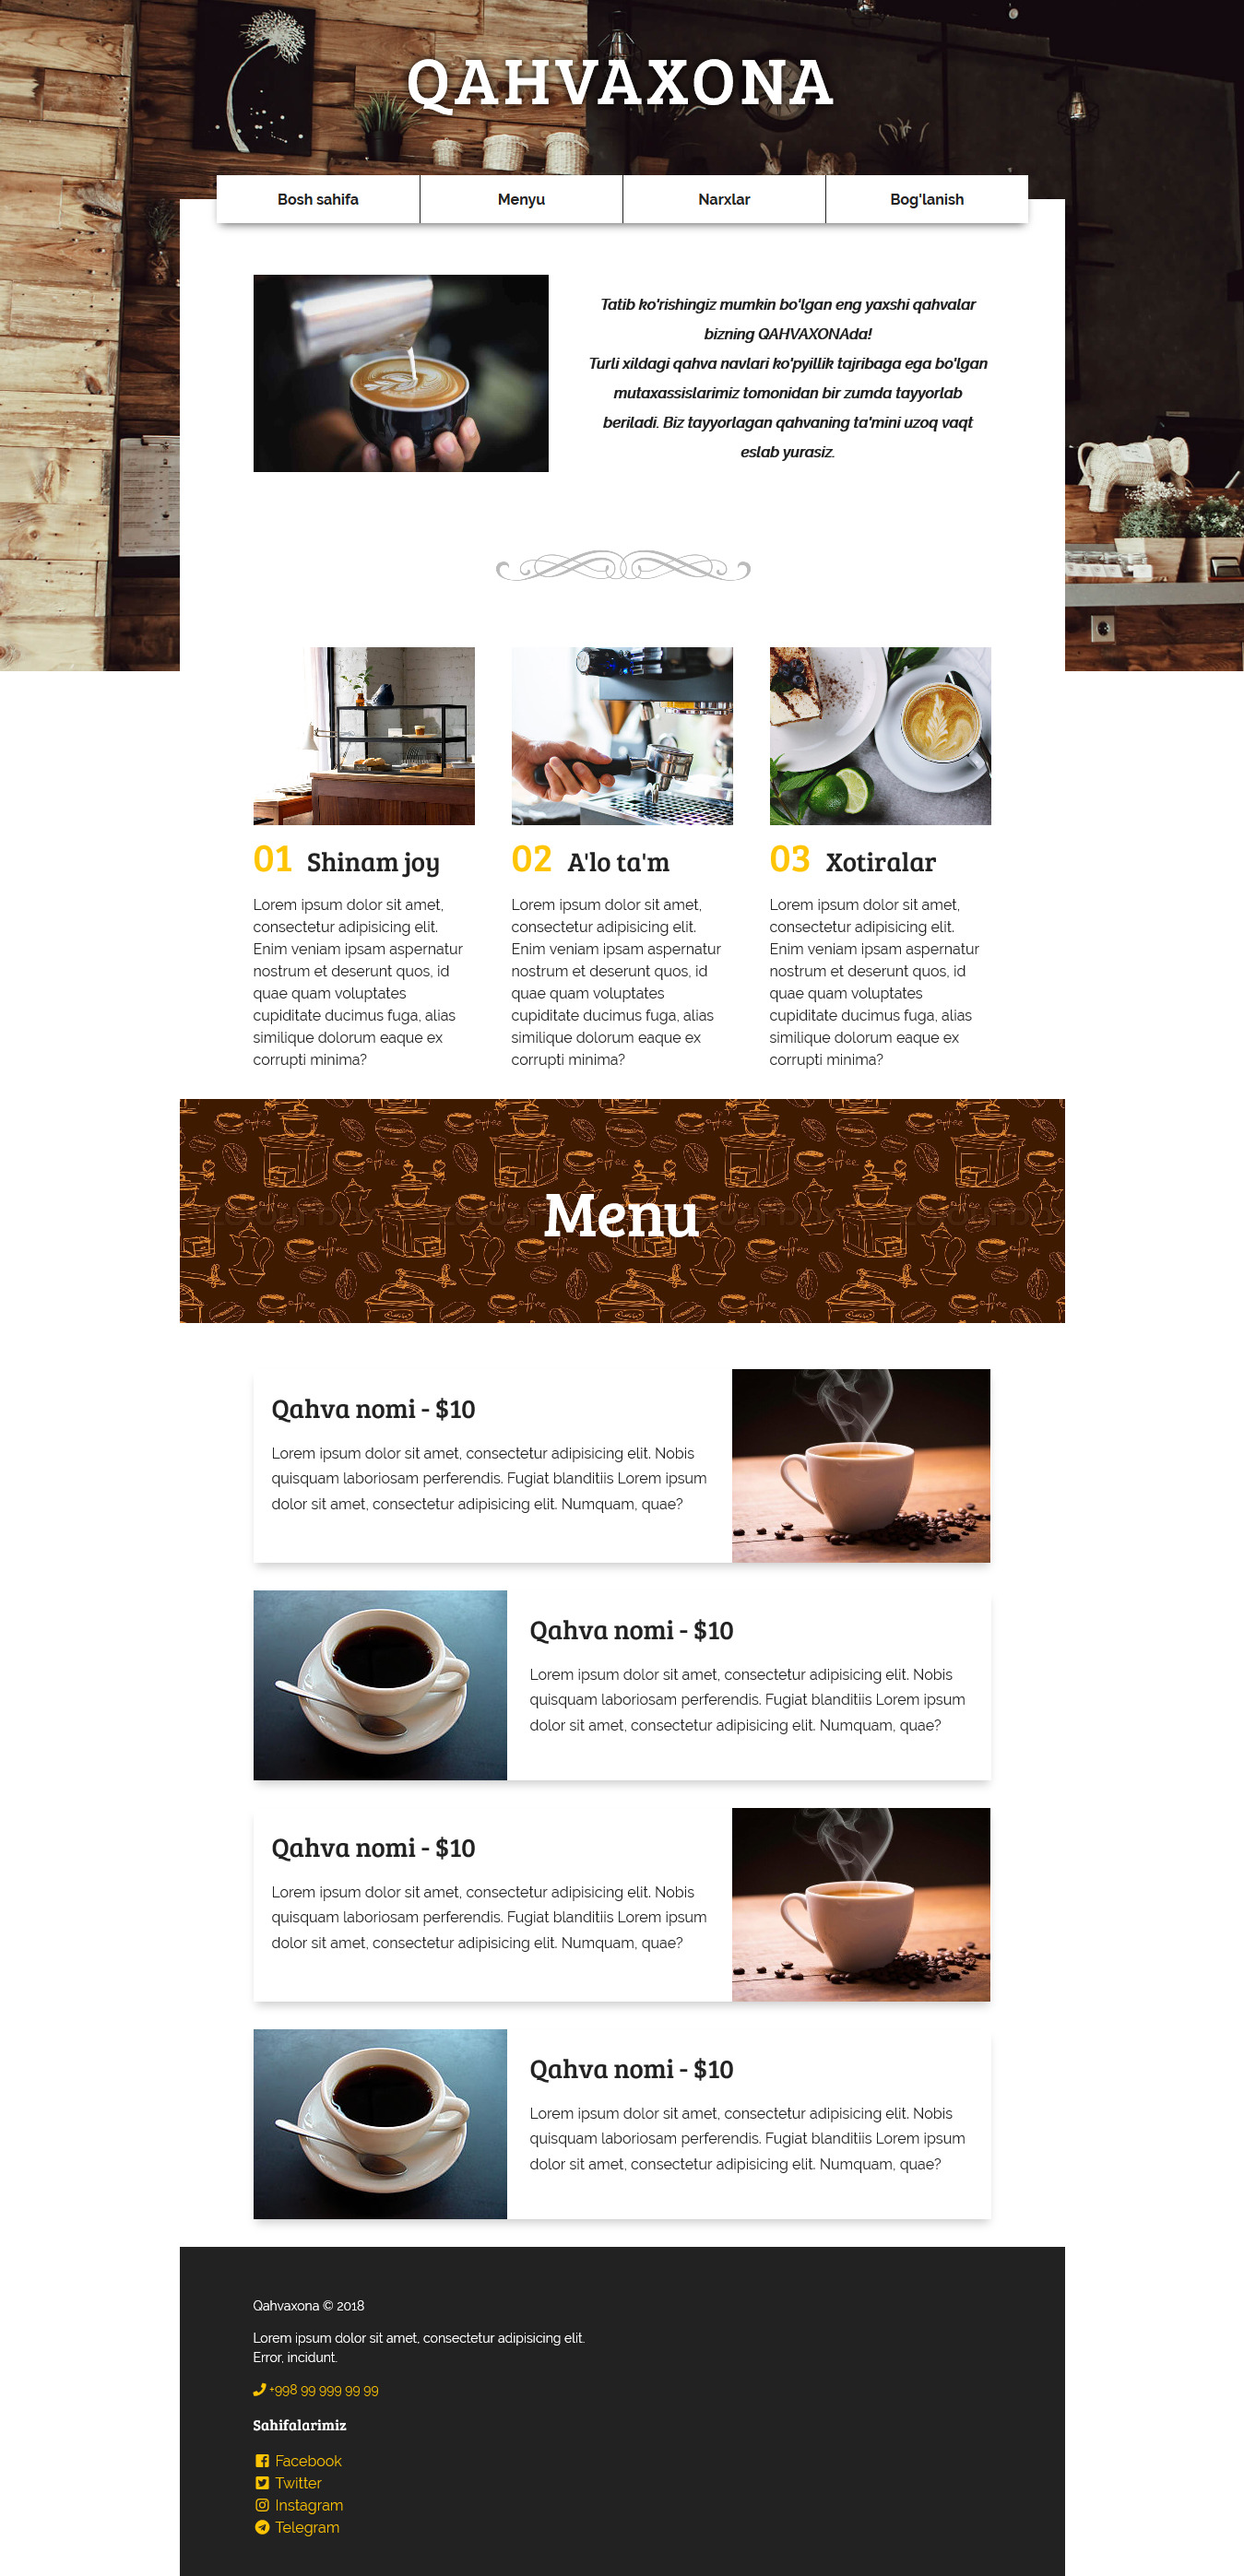 QAHVAXONA
Bosh sahifa
Menyu
Narxlar
Bog'lanish
Tatib ko'rishingiz mumkin bo'lgan eng yaxshi qahvalar
bizning QAHVAXONAda!
Turli xildagi qahva navlari ko'pyillik tajribaga ega bo'lgan
mutaxassislarimiz tomonidan bir zumda tayyorlab
beriladi. Biz tayyorlagan qahvaning ta'mini uzoq vaqt
eslab yurasiz.
01 Shinam joy
Lorem ipsum dolor sit amet,
consectetur adipisicing elit.
Enim veniam ipsam aspernatur
nostrum et deserunt quos, id
quae quam voluptates
cupiditate ducimus fuga, alias
similique dolorum eaque ex
corrupti minima?
02 A'lo ta'm
Lorem ipsum dolor sit amet,
consectetur adipisicing elit.
Enim veniam ipsam aspernatur
nostrum et deserunt quos, id
quae quam voluptates
cupiditate ducimus fuga, alias
similique dolorum eaque ex
corrupti minima?
03 Xotiralar
Lorem ipsum dolor sit amet,
consectetur adipisicing elit.
Enim veniam ipsam aspernatur
nostrum et deserunt quos, id
quae quam voluptates
cupiditate ducimus fuga, alias
similique dolorum eaque ex
corrupti minima?
Menu
Qahva nomi - $10
Lorem ipsum dolor sit amet, consectetur adipisicing elit. Nobis
quisquam laboriosam perferendis. Fugiat blanditiis Lorem ipsum
dolor sit amet, consectetur adipisicing elit. Numquam, quae?
Qahva nomi - $10
Lorem ipsum dolor sit amet, consectetur adipisicing elit. Nobis
quisquam laboriosam perferendis. Fugiat blanditiis Lorem ipsum
dolor sit amet, consectetur adipisicing elit. Numquam, quae?
Qahva nomi - $10
Lorem ipsum dolor sit amet, consectetur adipisicing elit. Nobis
quisquam laboriosam perferendis. Fugiat blanditiis Lorem ipsum
dolor sit amet, consectetur adipisicing elit. Numquam, quae?
Qahva nomi - $10
Lorem ipsum dolor sit amet, consectetur adipisicing elit. Nobis
quisquam laboriosam perferendis. Fugiat blanditiis Lorem ipsum
dolor sit amet, consectetur adipisicing elit. Numquam, quae?
Qahvaxona © 2018
Lorem ipsum dolor sit amet, consectetur adipisicing elit.
Error, incidunt.
+998 99 999 99 99
Sahifalarimiz
Facebook
Twitter
Instagram
Telegram